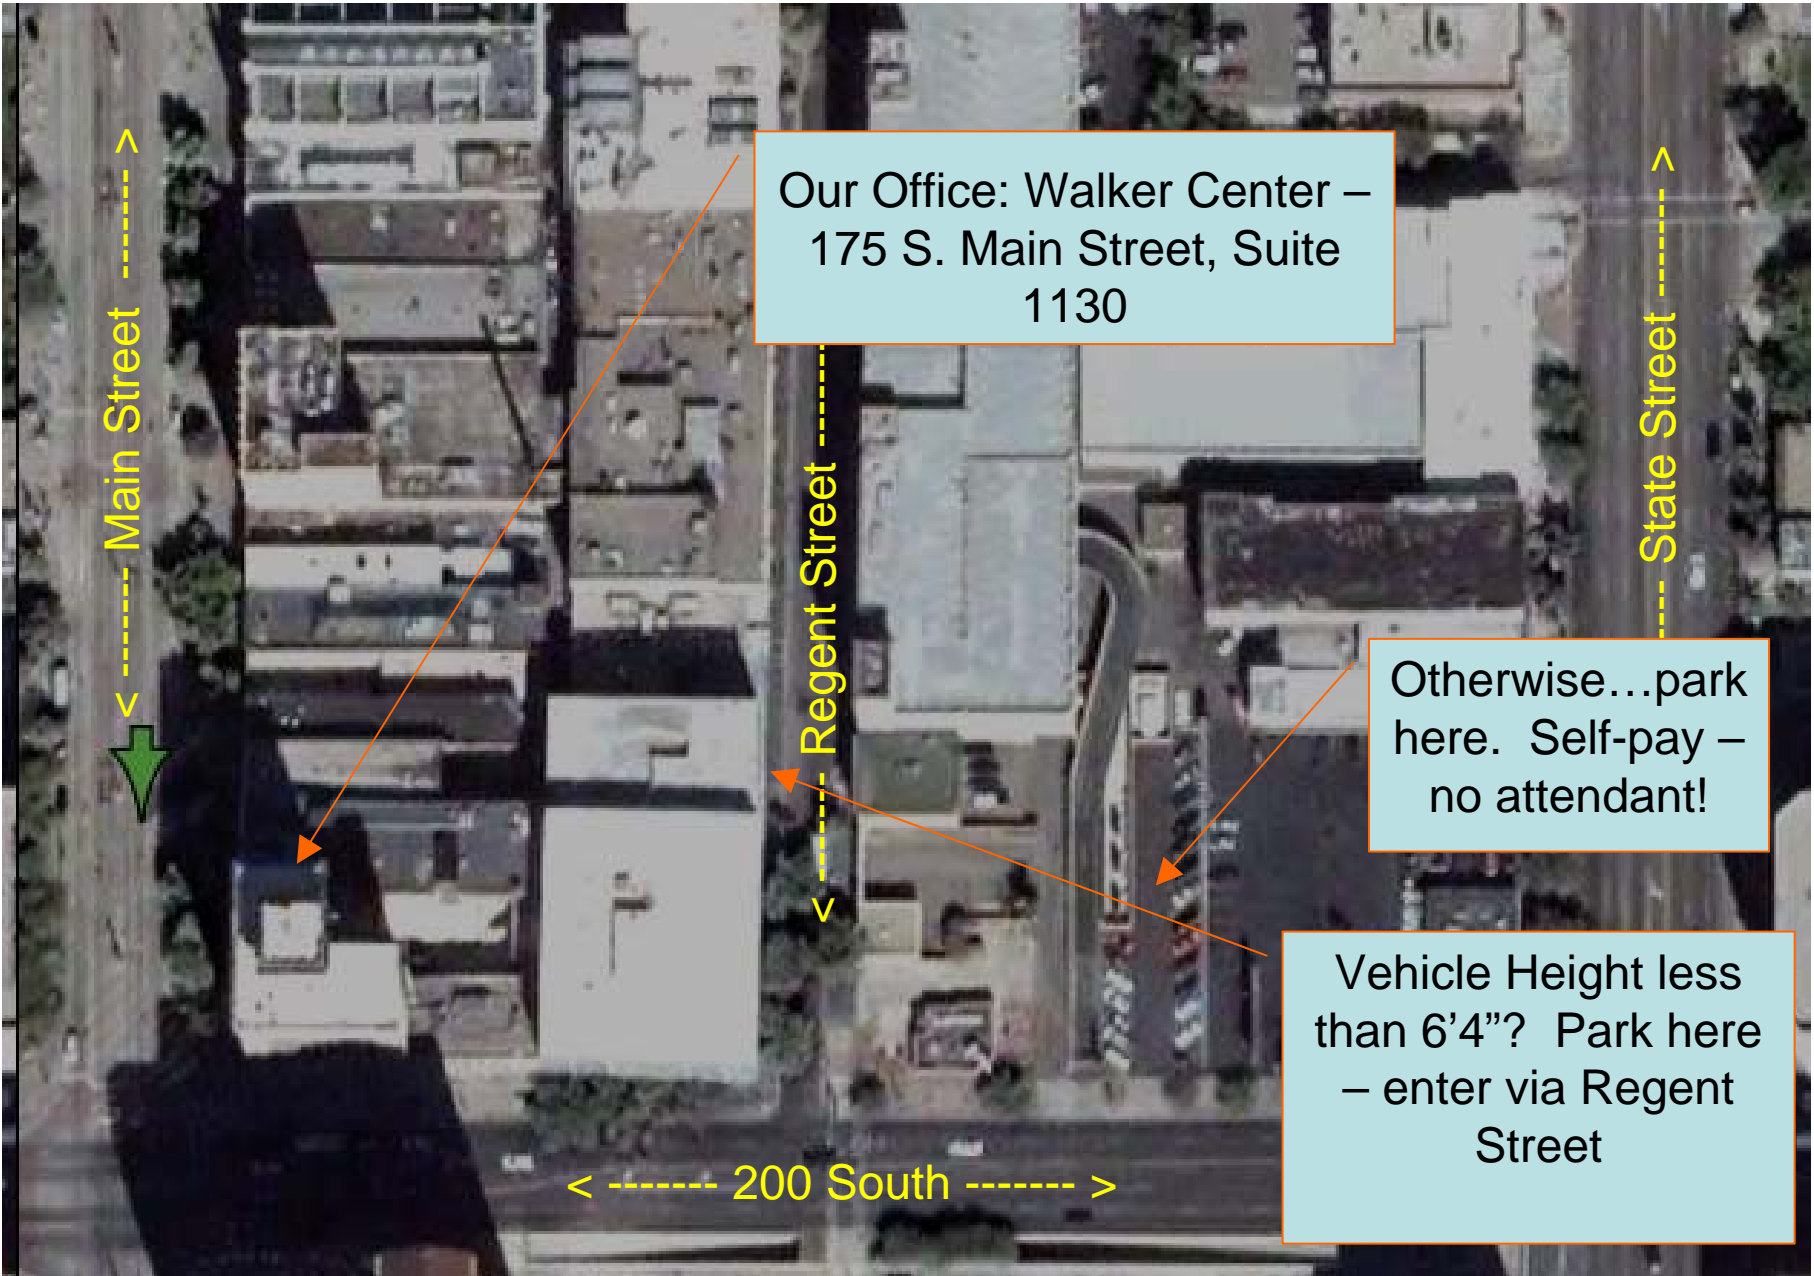 Our Office: Walker Center –
175 S. Main Street, Suite
1130
< -------- Main Street -------- >
< ------- Regent Street --------
----- State Street -------- >
Otherwise…park
here.  Self-pay –
no attendant!
Vehicle Height less
than 6’4”?  Park here
– enter via Regent
Street
< ------- 200 South ------- >